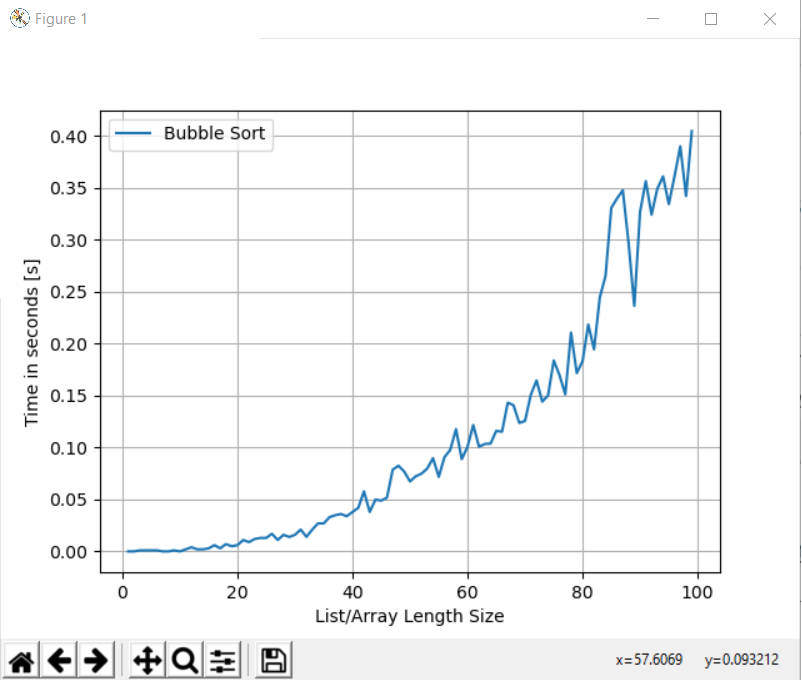 Figure 1
Bubble Sort
0.40
0.35
0.30
0.25
0.20
0.15
0.10
0.05
0.00
Time in seconds [s]
0 20 40 60 80 100
List/Array Length Size
x=57.6069 y=0.093212